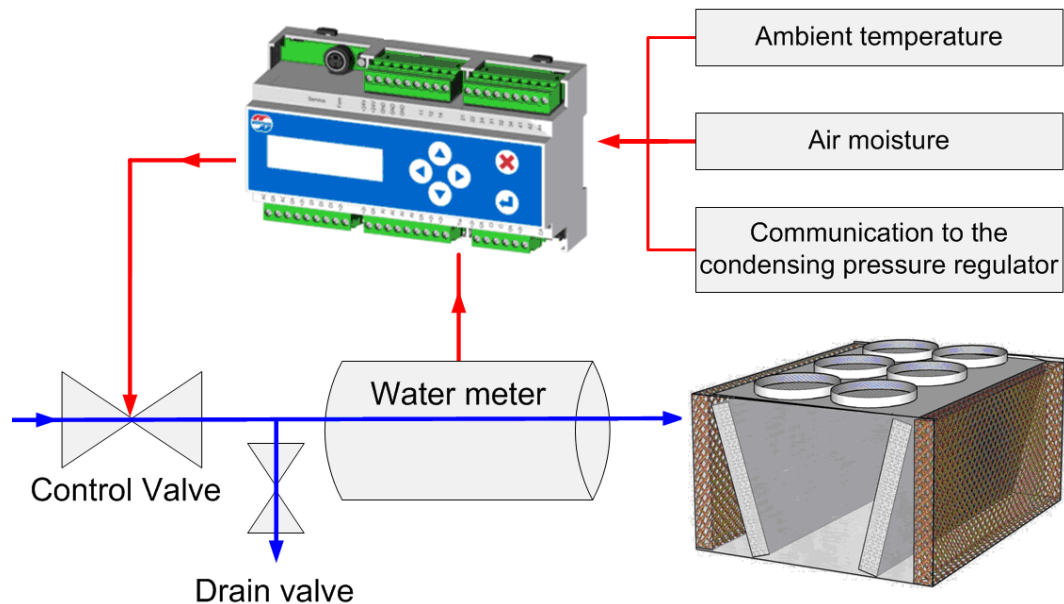 Ambient temperature
Air moisture
Communication to the
condensing pressure regulator
Water meter
Control Valve
Drain valve